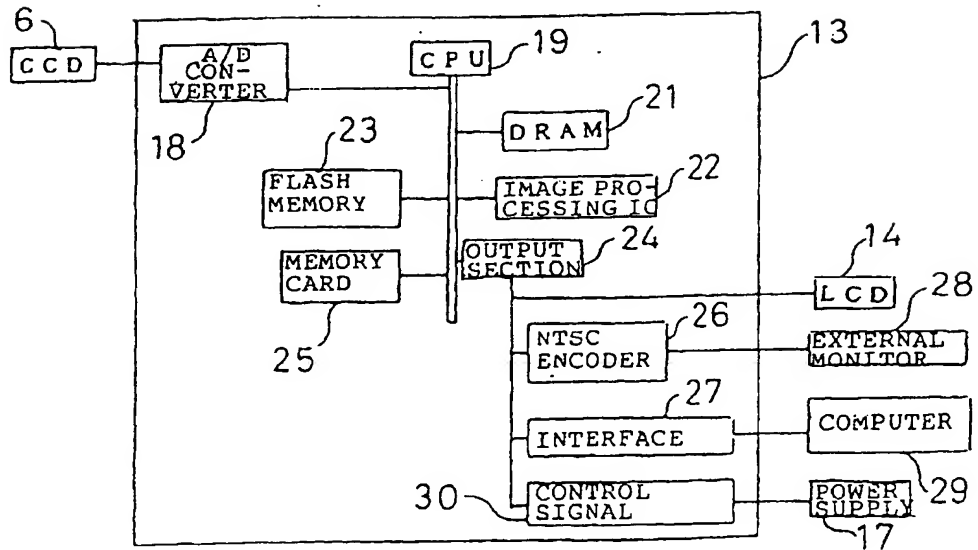 6
CCD
A/D
CON-
VERTER
18
CPU
19
13
DRAM
21
23
FLASH
MEMORY
IMAGE PRO-
CESSING IC
22
MEMORY
CARD
25
OUTPUT
SECTION
24
14
LCD
NTSC
ENCODER
26
28
EXTERNAL
MONITOR
27
INTERFACE
COMPUTER
29
30
CONTROL
SIGNAL
POWER
SUPPLY
17